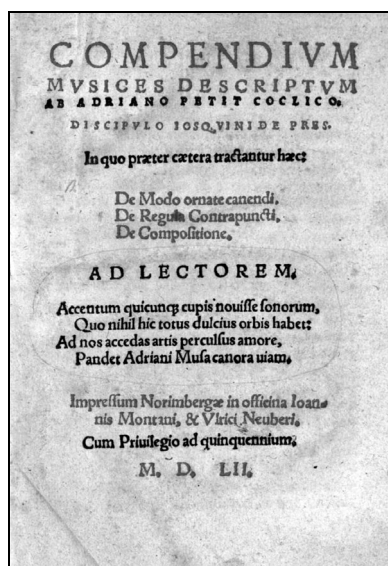 COMPENDIVM
MVSICES DESCRIPTVM
AB ADRIANO PETIT COCLICO.
DISCIPVLO IOSQVINI DE PRES.
In quo præter cætera tractantur hæc:
De Modo ornate canendi.
De Regula Contrapuncti.
De Compoſitione.
AD LECTOREM.
Accentum quicunqꝫ cupis nouiſſe ſonorum,
Quo nihil hic totus dulcius orbis habet:
Ad nos accedas artis perculſus amore,
Pandet Adriani Muſa canora uiam.
Impreſſum Norimbergæ in officina Ioan-
nis Montani, & Vlrici Neuberi.
Cum Priuilegio ad quinquennium.
M. D. LII.